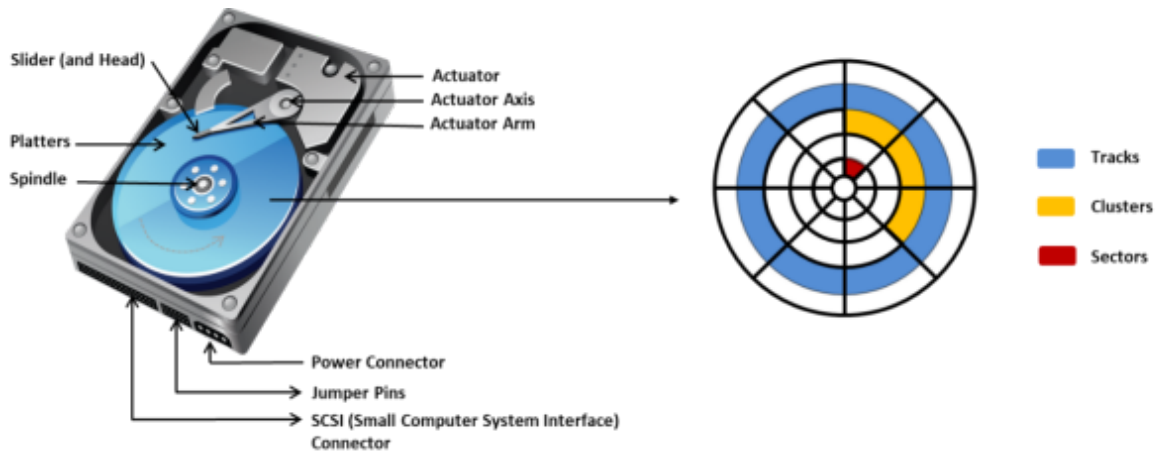 Slider (and Head)
Platters
Spindle
Actuator
Actuator Axis
Actuator Arm
Power Connector
Jumper Pins
SCSI (Small Computer System Interface)
Connector
Tracks
Clusters
Sectors